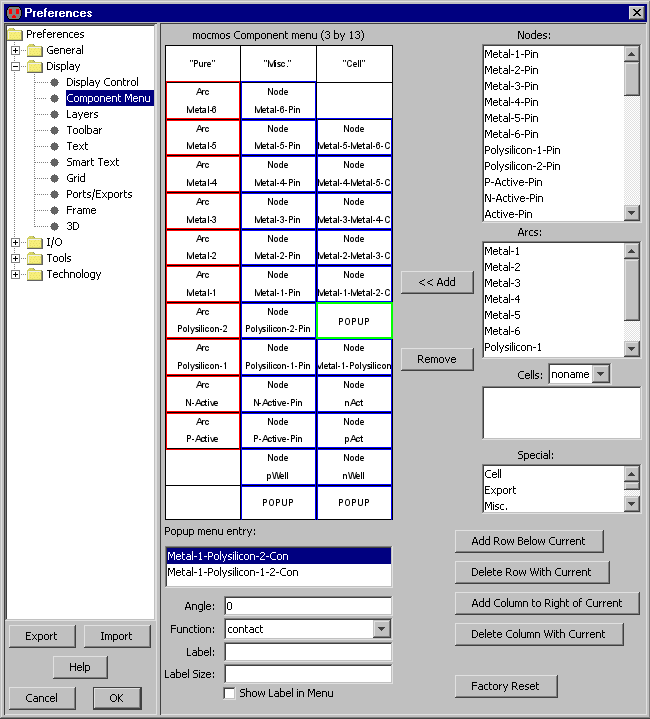 Preferences
Preferences
General
Display
Display Control
Component Menu
Layers
Toolbar
Text
Smart Text
Grid
Ports/Exports
Frame
3D
I/O
Tools
Technology
Export
Import
Help
Cancel
OK
mocmos Component menu (3 by 13)
"Pure" "Misc." "Cell"
Arc Node
Metal-6 Metal-6-Pin
Arc Node Node
Metal-5 Metal-5-Pin Metal-5-Metal-6-C
Arc Node Node
Metal-4 Metal-4-Pin Metal-4-Metal-5-C
Arc Node Node
Metal-3 Metal-3-Pin Metal-3-Metal-4-C
Arc Node Node
Metal-2 Metal-2-Pin Metal-2-Metal-3-C
Arc Node Node
Metal-1 Metal-1-Pin Metal-1-Metal-2-C
Arc Node
POPUP
Polysilicon-2 Polysilicon-2-Pin
Arc Node Node
Polysilicon-1 Polysilicon-1-Pin Metal-1-Polysilicon
Arc Node Node
N-Active N-Active-Pin nAct
Arc Node Node
P-Active P-Active-Pin pAct
Node Node
pWell nWell
POPUP POPUP
Popup menu entry:
Metal-1-Polysilicon-2-Con
Metal-1-Polysilicon-1-2-Con
Angle: 0
Function: contact
Label:
Label Size:
Show Label in Menu
<< Add
Remove
Nodes:
Metal-1-Pin
Metal-2-Pin
Metal-3-Pin
Metal-4-Pin
Metal-5-Pin
Metal-6-Pin
Polysilicon-1-Pin
Polysilicon-2-Pin
P-Active-Pin
N-Active-Pin
Active-Pin
Arcs:
Metal-1
Metal-2
Metal-3
Metal-4
Metal-5
Metal-6
Polysilicon-1
Cells: noname
Special:
Cell
Export
Misc.
Add Row Below Current
Delete Row With Current
Add Column to Right of Current
Delete Column With Current
Factory Reset